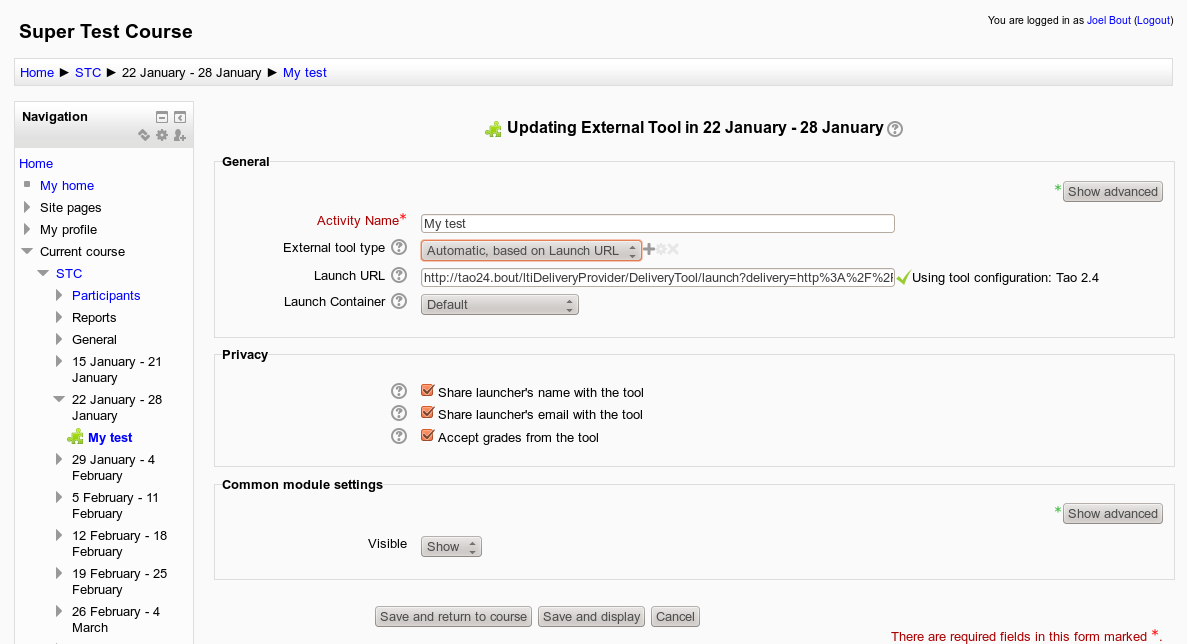 Super Test Course
You are logged in as Joel Bout (Logout)
Home ► STC ► 22 January - 28 January ► My test
Navigation
Home
My home
Site pages
My profile
Current course
STC
Participants
Reports
General
15 January - 21
January
22 January - 28
January
My test
29 January - 4
February
5 February - 11
February
12 February - 18
February
19 February - 25
February
26 February - 4
March
Updating External Tool in 22 January - 28 January
General
* Show advanced
Activity Name* My test
External tool type Automatic, based on Launch URL
Launch URL http://tao24.bout/ltiDeliveryProvider/DeliveryTool/launch?delivery=http%3A%2F%2F Using tool configuration: Tao 2.4
Launch Container Default
Privacy
Share launcher's name with the tool
Share launcher's email with the tool
Accept grades from the tool
Common module settings
* Show advanced
Visible Show
Save and return to course Save and display Cancel
There are required fields in this form marked *.